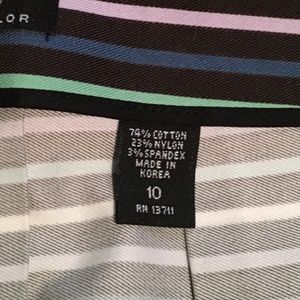 LOR
74% COTTON
23% NYLON
3% SPANDEX
MADE IN
KOREA
10
RN 13711